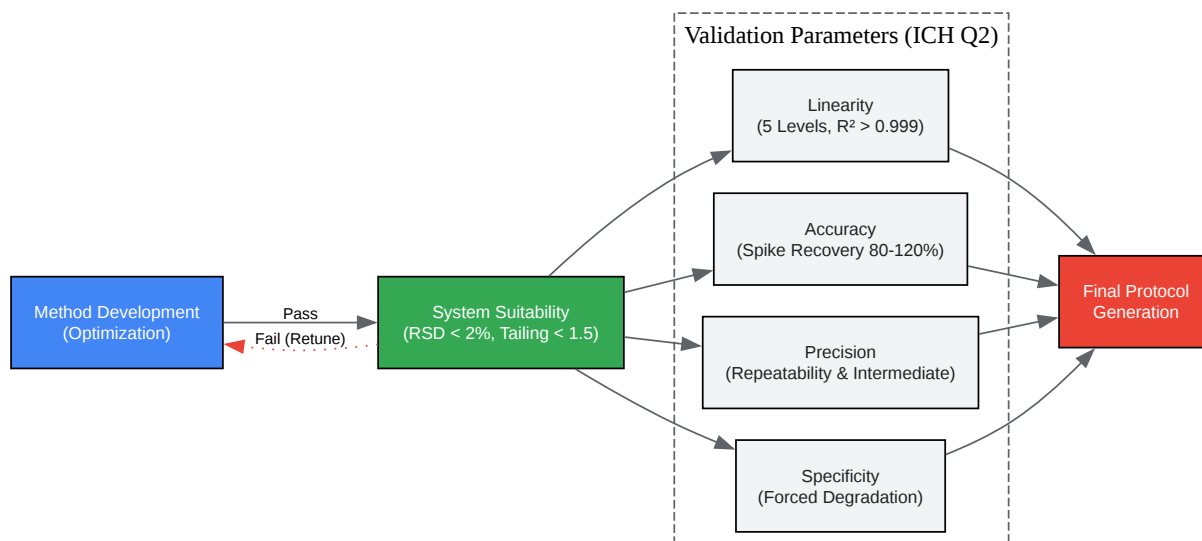 Validation Parameters (ICH Q2)
Linearity
(5 Levels, R² > 0.999)
Accuracy
(Spike Recovery 80-120%)
Method Development
(Optimization)
Pass
Fail (Retune)
System Suitability
(RSD < 2%, Tailing < 1.5)
Final Protocol
Generation
Precision
(Repeatability & Intermediate)
Specificity
(Forced Degradation)